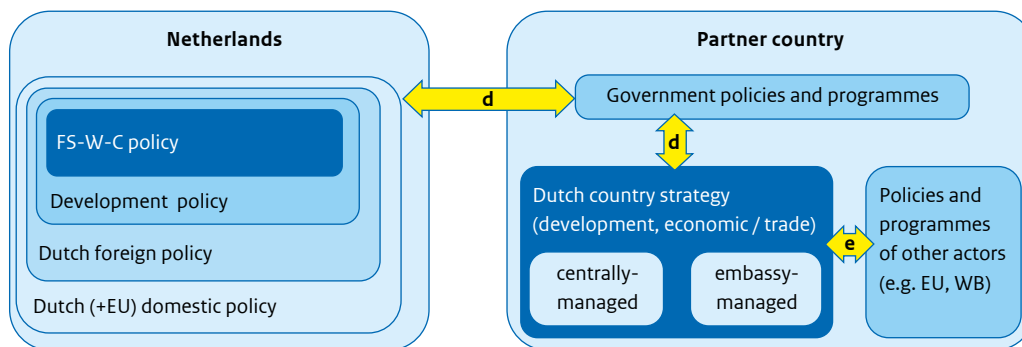 Netherlands
FS-W-C policy
Development policy
Dutch foreign policy
Dutch (+EU) domestic policy
d
Partner country
Government policies and programmes
d
Dutch country strategy
(development, economic / trade)
centrally-
managed
embassy-
managed
e
Policies and
programmes
of other actors
(e.g. EU, WB)